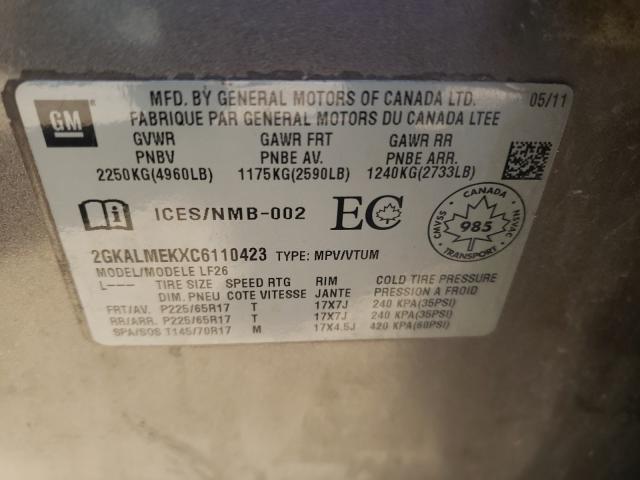 GM
MFD. BY GENERAL MOTORS OF CANADA LTD. 05/11
FABRIQUE PAR GENERAL MOTORS DU CANADA LTEE
GVWR GAWR FRT GAWR RR
PNBV PNBE AV. PNBE ARR.
2250KG(4960LB) 1175KG(2590LB) 1240KG(2733LB)
ICES/NMB-002 EC
CANADA
CMVSS 985 NSVAC
TRANSPORT
2GKALMEKXC6110423 TYPE: MPV/VTUM
MODEL/MODELE LF26
L--- TIRE SIZE SPEED RTG RIM COLD TIRE PRESSURE
DIM. PNEU COTE VITESSE JANTE PRESSION A FROID
FRT/AV. P225/65R17 T 17X7J 240 KPA(35PSI)
RR/ARR. P225/65R17 T 17X7J 240 KPA(35PSI)
SPA/SOS T145/70R17 M 17X4.5J 420 KPA(60PSI)